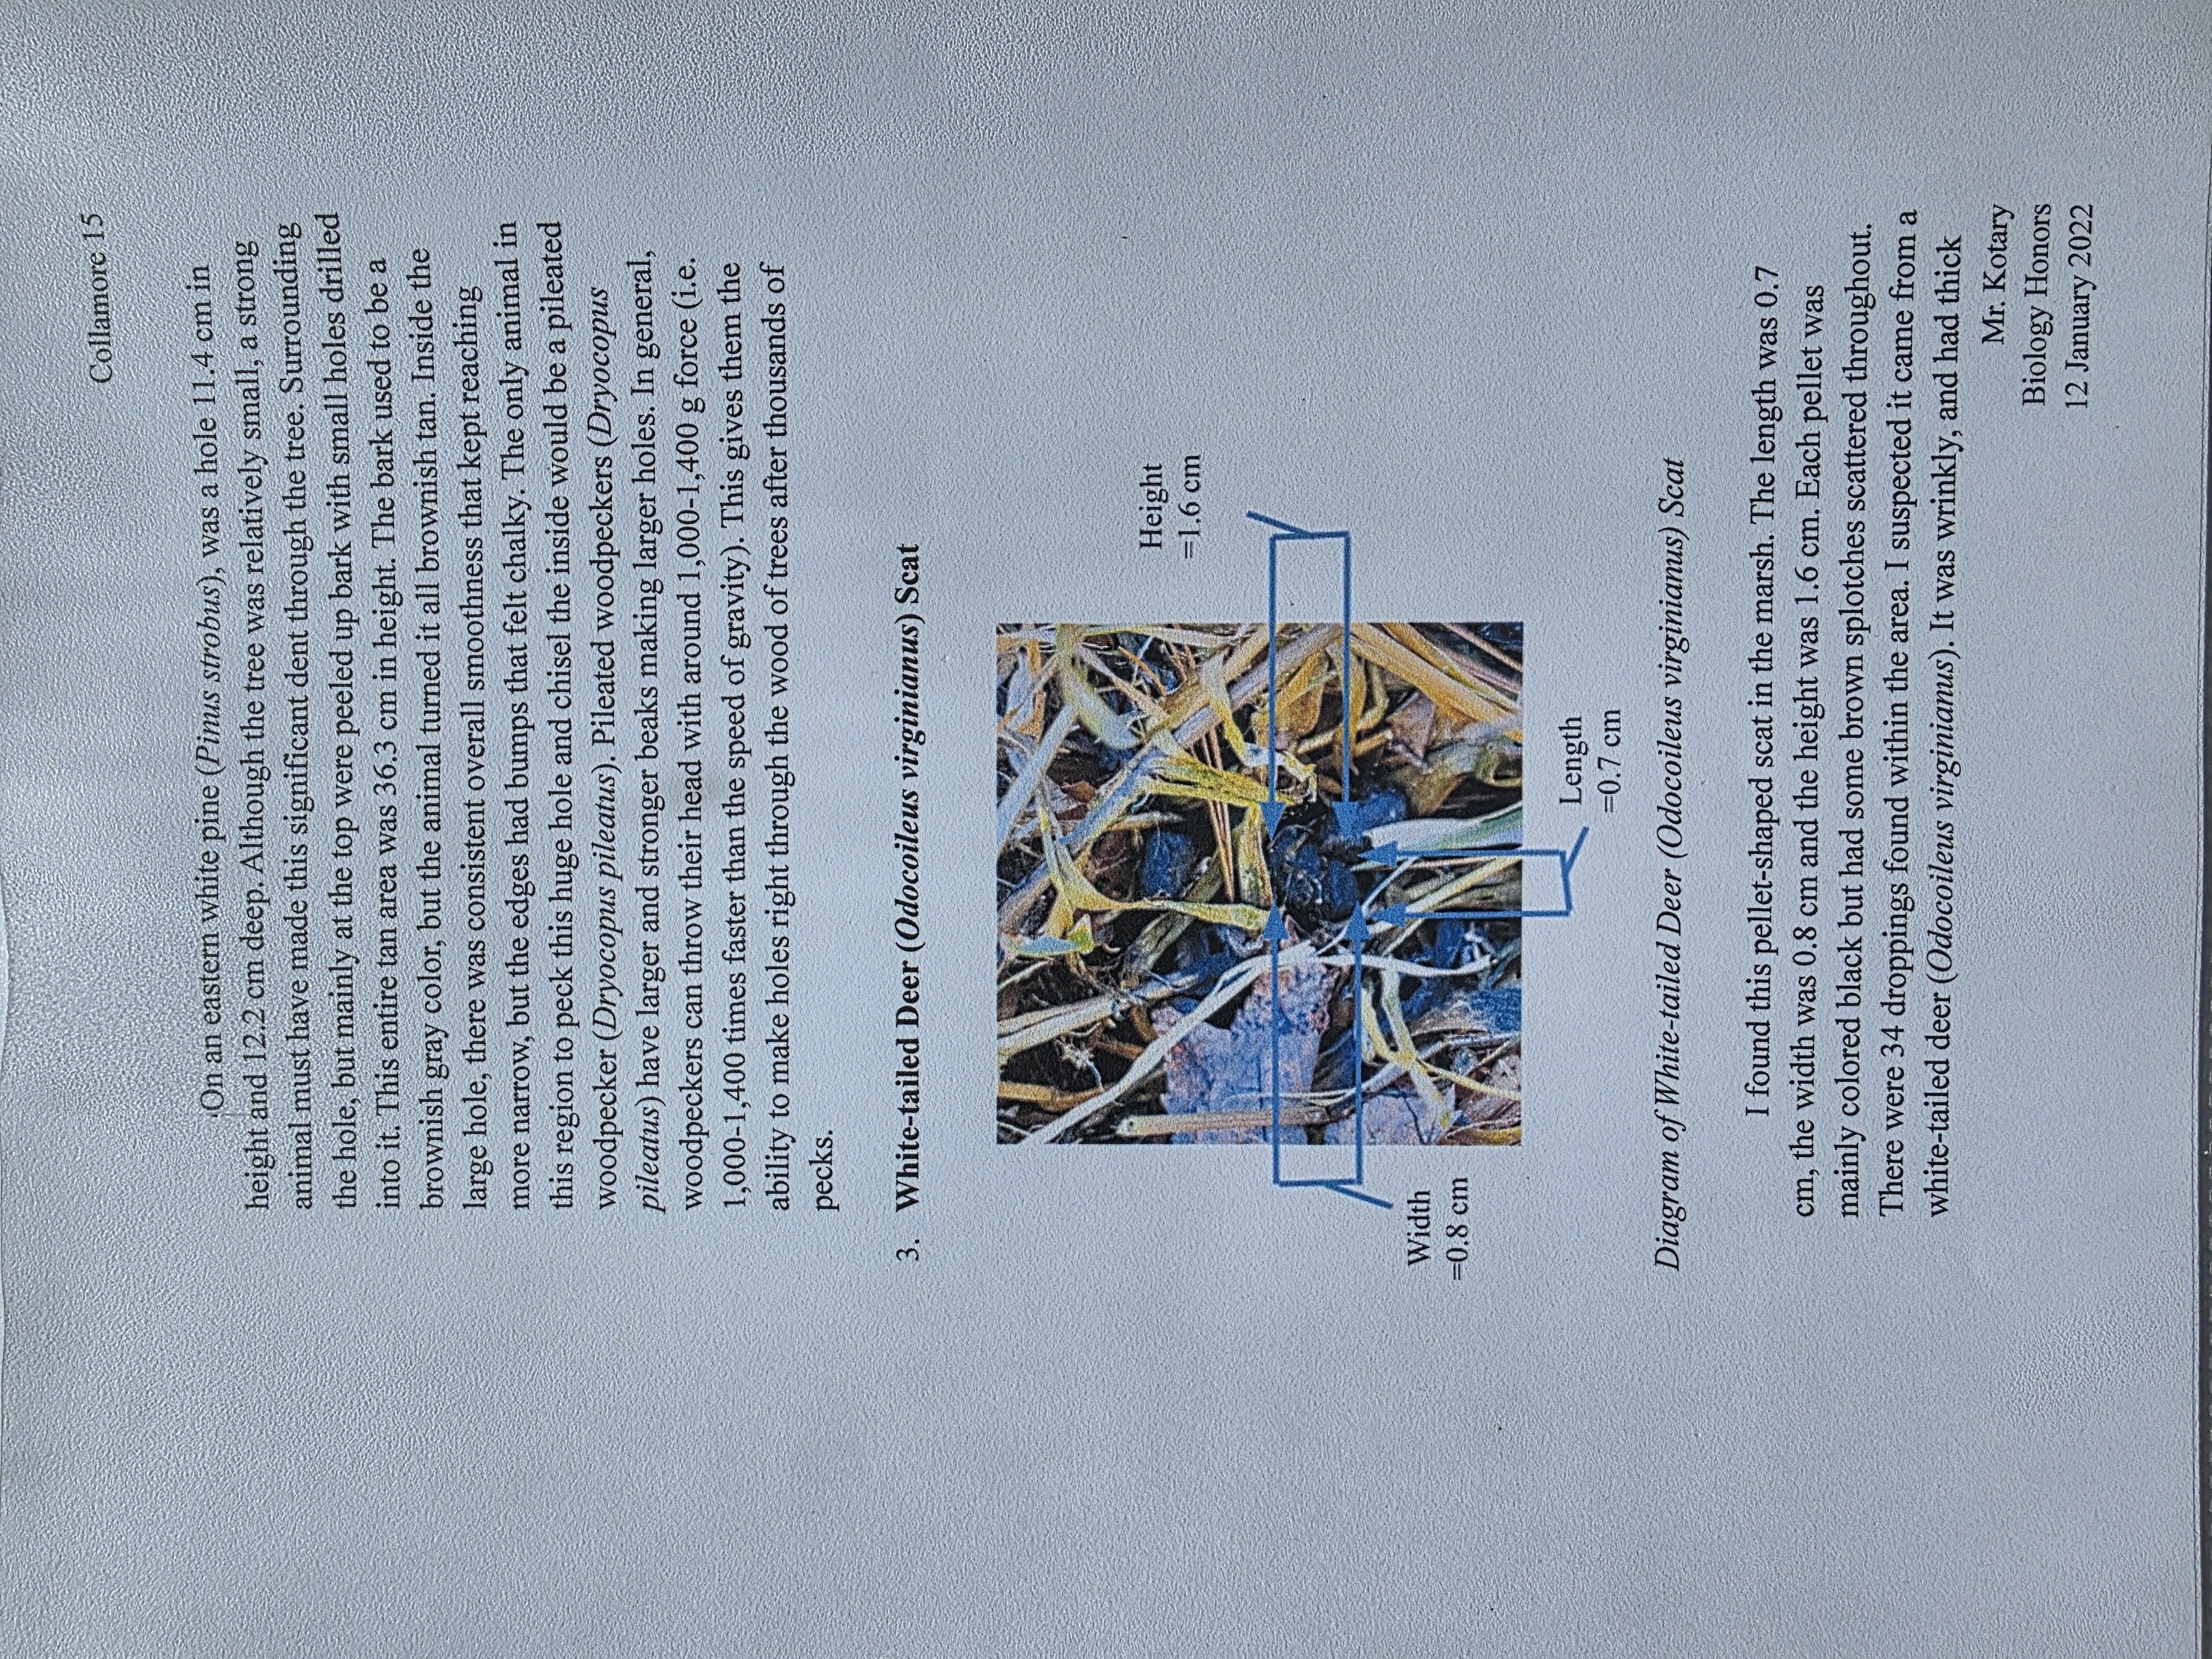 Collamore 15
On an eastern white pine (Pinus strobus), was a hole 11.4 cm in
height and 12.2 cm deep. Although the tree was relatively small, a strong
animal must have made this significant dent through the tree. Surrounding
the hole, but mainly at the top were peeled up bark with small holes drilled
into it. This entire tan area was 36.3 cm in height. The bark used to be a
brownish gray color, but the animal turned it all brownish tan. Inside the
large hole, there was consistent overall smoothness that kept reaching
more narrow, but the edges had bumps that felt chalky. The only animal in
this region to peck this huge hole and chisel the inside would be a pileated
woodpecker (Dryocopus pileatus). Pileated woodpeckers (Dryocopus
pileatus) have larger and stronger beaks making larger holes. In general,
woodpeckers can throw their head with around 1,000-1,400 g force (i.e.
1,000-1,400 times faster than the speed of gravity). This gives them the
ability to make holes right through the wood of trees after thousands of
pecks.
3. White-tailed Deer (Odocoileus virginianus) Scat
Height
=1.6 cm
Width
=0.8 cm
Length
=0.7 cm
Diagram of White-tailed Deer (Odocoileus virginianus) Scat
I found this pellet-shaped scat in the marsh. The length was 0.7
cm, the width was 0.8 cm and the height was 1.6 cm. Each pellet was
mainly colored black but had some brown splotches scattered throughout.
There were 34 droppings found within the area. I suspected it came from a
white-tailed deer (Odocoileus virginianus). It was wrinkly, and had thick
Mr. Kotary
Biology Honors
12 January 2022